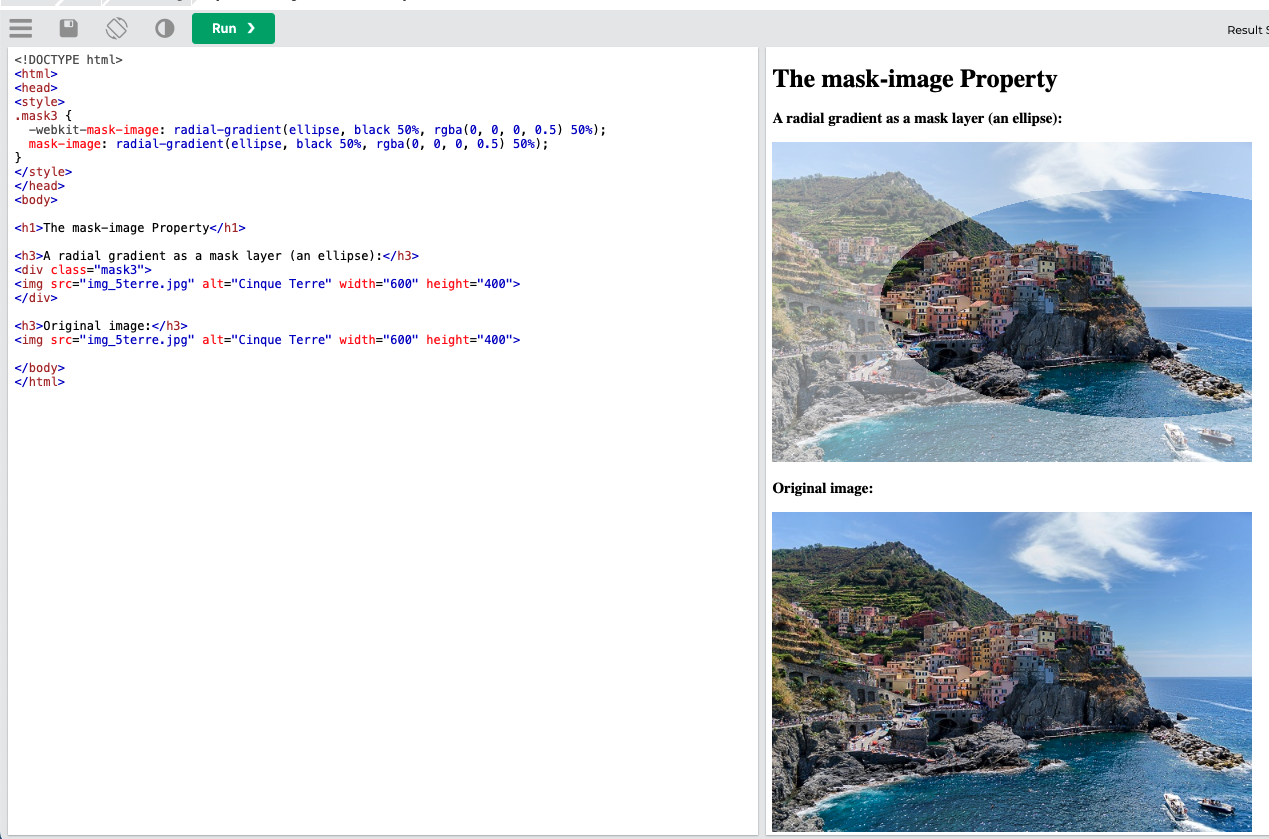 Run ❯
Result S
<!DOCTYPE html>
<html>
<head>
<style>
.mask3 {
  -webkit-mask-image: radial-gradient(ellipse, black 50%, rgba(0, 0, 0, 0.5) 50%);
  mask-image: radial-gradient(ellipse, black 50%, rgba(0, 0, 0, 0.5) 50%);
}
</style>
</head>
<body>
<h1>The mask-image Property</h1>
<h3>A radial gradient as a mask layer (an ellipse):</h3>
<div class="mask3">
<img src="img_5terre.jpg" alt="Cinque Terre" width="600" height="400">
</div>
<h3>Original image:</h3>
<img src="img_5terre.jpg" alt="Cinque Terre" width="600" height="400">
</body>
</html>
The mask-image Property
A radial gradient as a mask layer (an ellipse):
Original image: